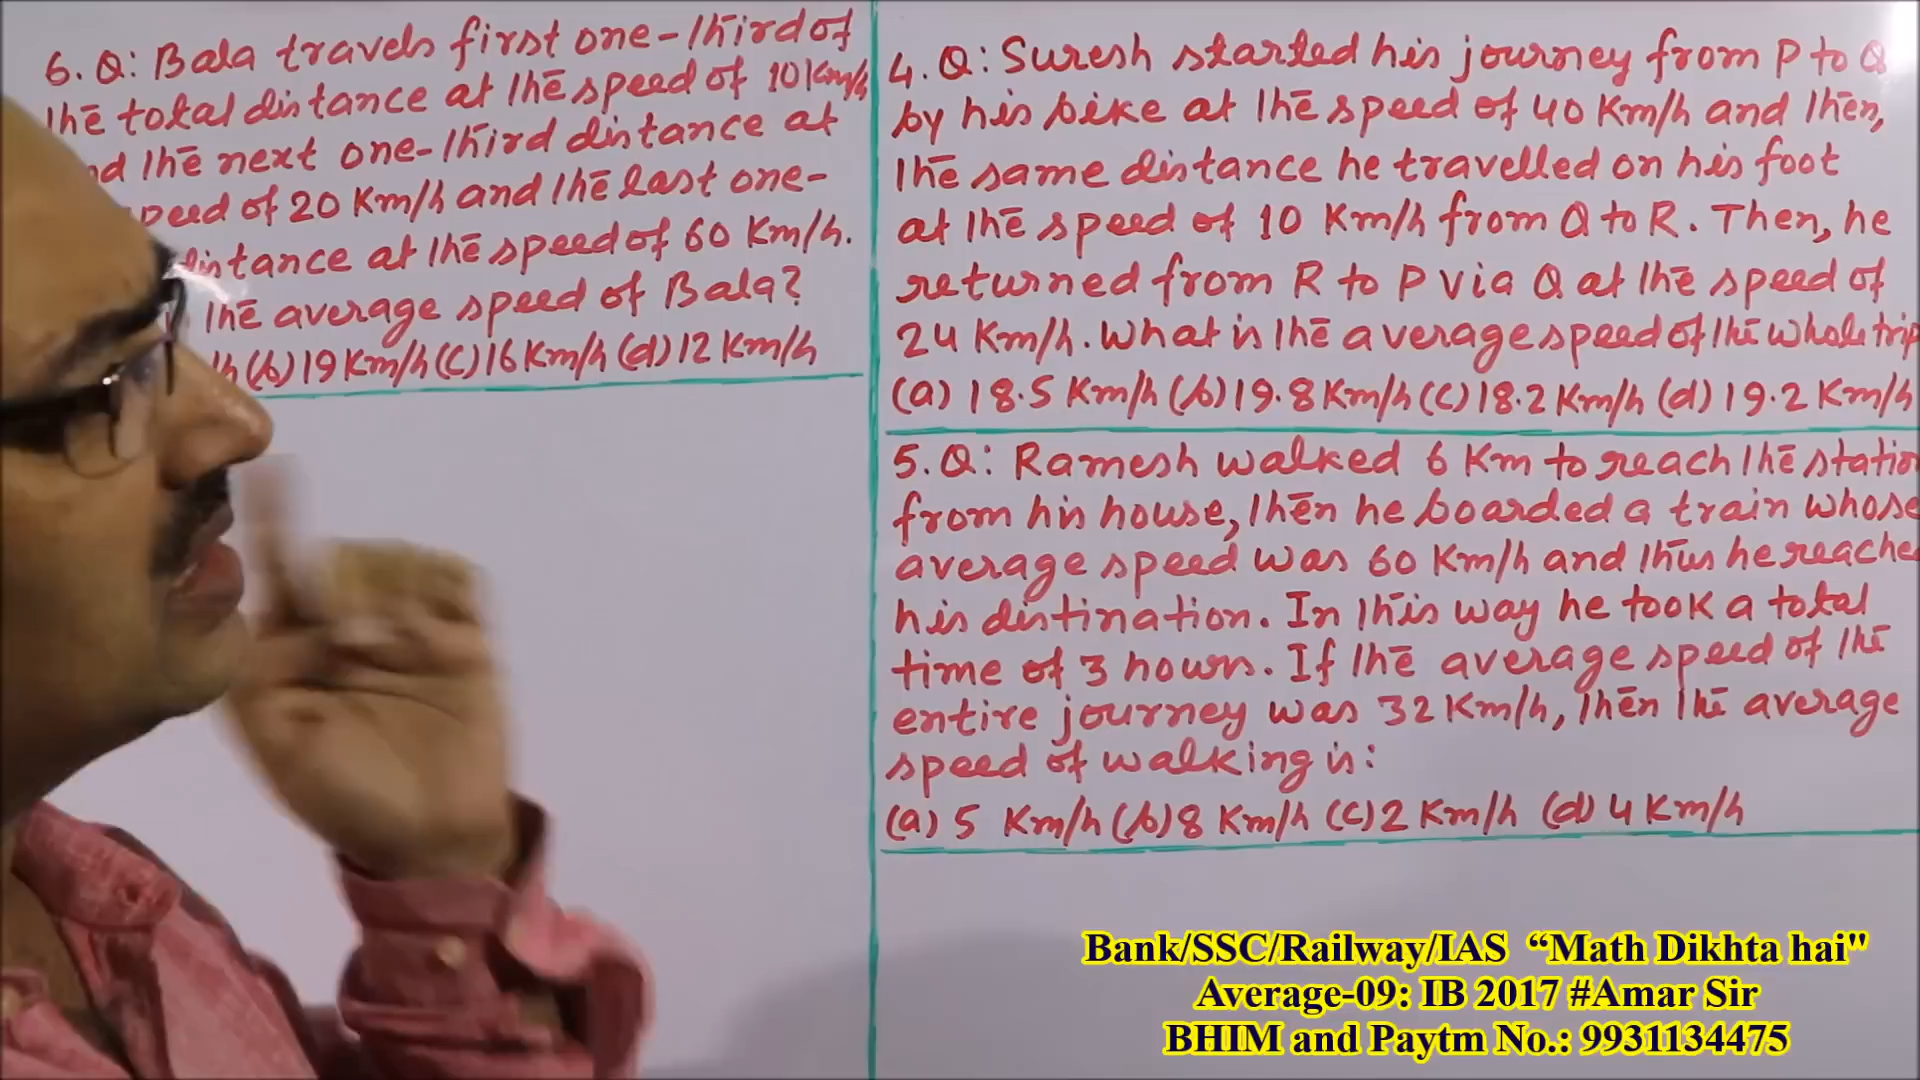 6. Q: Bala travels first one-third of
the total distance at the speed of 10 Km/h
the next one-third distance at
speed of 20 Km/h and the last one-
distance at the speed of 60 Km/h.
the average speed of Bala?
(b) 19 Km/h (c) 16 Km/h (d) 12 Km/h
4. Q: Suresh started his journey from P to Q
by his bike at the speed of 40 Km/h and then,
the same distance he travelled on his foot
at the speed of 10 Km/h from Q to R. Then, he
returned from R to P via Q at the speed of
24 Km/h. What is the average speed of the whole trip
(a) 18.5 Km/h (b) 19.8 Km/h (c) 18.2 Km/h (d) 19.2 Km/h
5. Q: Ramesh walked 6 Km to reach the station
from his house, then he boarded a train whose
average speed was 60 Km/h and thus he reached
his distination. In this way he took a total
time of 3 hours. If the average speed of the
entire journey was 32 Km/h, then the average
speed of walking is:
(a) 5 Km/h (b) 8 Km/h (c) 2 Km/h (d) 4 Km/h
Bank/SSC/Railway/IAS “Math Dikhta hai"
Average-09: IB 2017 #Amar Sir
BHIM and Paytm No.: 9931134475